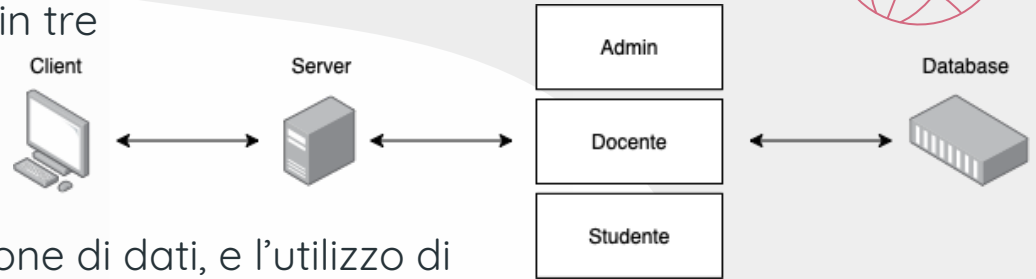 in tre
Client
Server
Admin
Docente
Studente
Database
one di dati, e l'utilizzo di